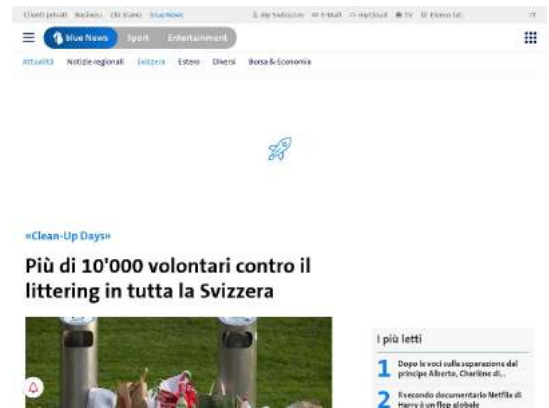 Clienti privati Business Chi Siamo blueNews
My Swisscom E-Mail myCloud TV
blue News Sport Entertainment
Attualità Notizie regionali Svizzera Estero Diversi Borsa & Economia
«Clean-Up Days»
Più di 10'000 volontari contro il
littering in tutta la Svizzera
I più letti
1 Dopo le voci sulla separazione dal
principe Alberto, Charlène di...
2 Il secondo documentario Netflix di
Harry è un flop globale